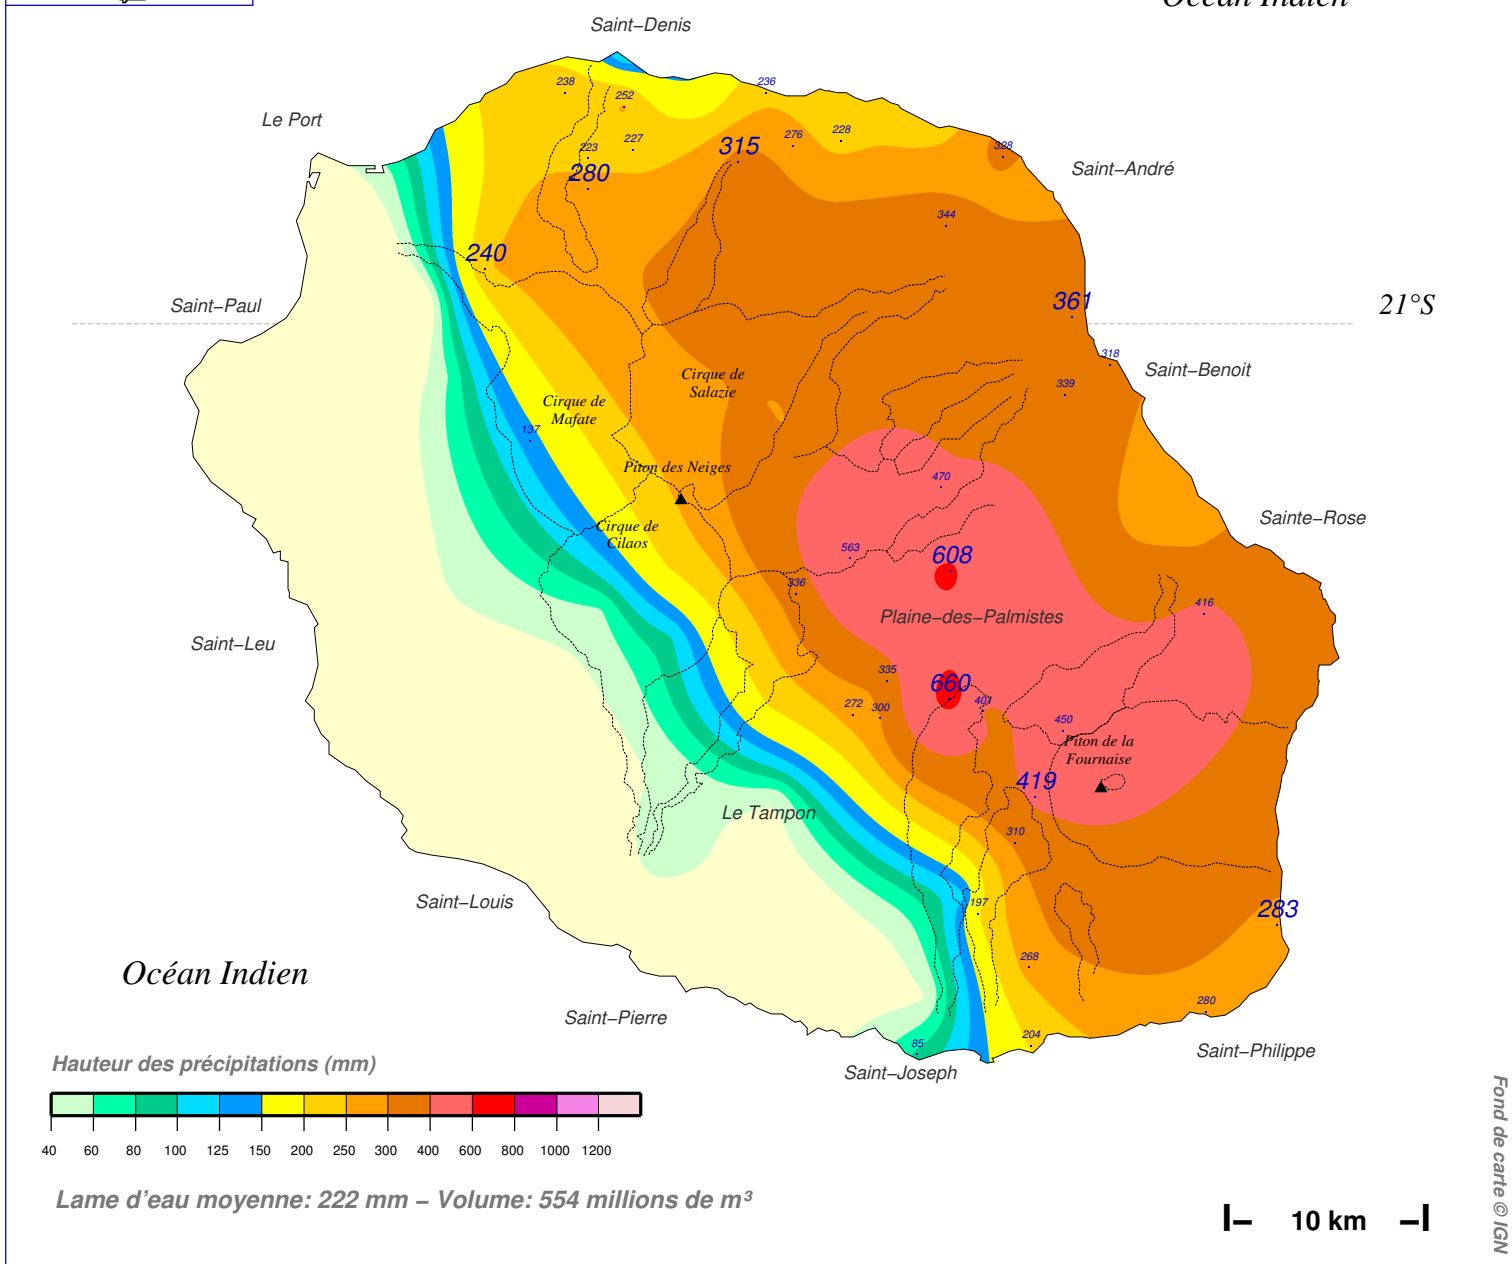 Océan Indien
Saint–Denis
238
236
252
Le Port
276
228
227
315
223
328
280
Saint–André
344
240
361
Saint–Paul
21°S
318
Saint–Benoit
Cirque de
Salazie
339
Cirque de
Mafate
137
Piton des Neiges
470
Sainte–Rose
Cirque de
Cilaos
563
608
336
416
Plaine–des–Palmistes
Saint–Leu
335
660
401
272
300
450
Piton de la
Fournaise
419
Le Tampon
310
Saint–Louis
197
283
268
Océan Indien
280
Saint–Pierre
204
85
Saint–Philippe
Saint–Joseph
Hauteur des précipitations (mm)
40 60 80 100 125 150 200 250 300 400 600 800 1000 1200
Lame d’eau moyenne: 222 mm – Volume: 554 millions de m³
10 km
Fond de carte © IGN